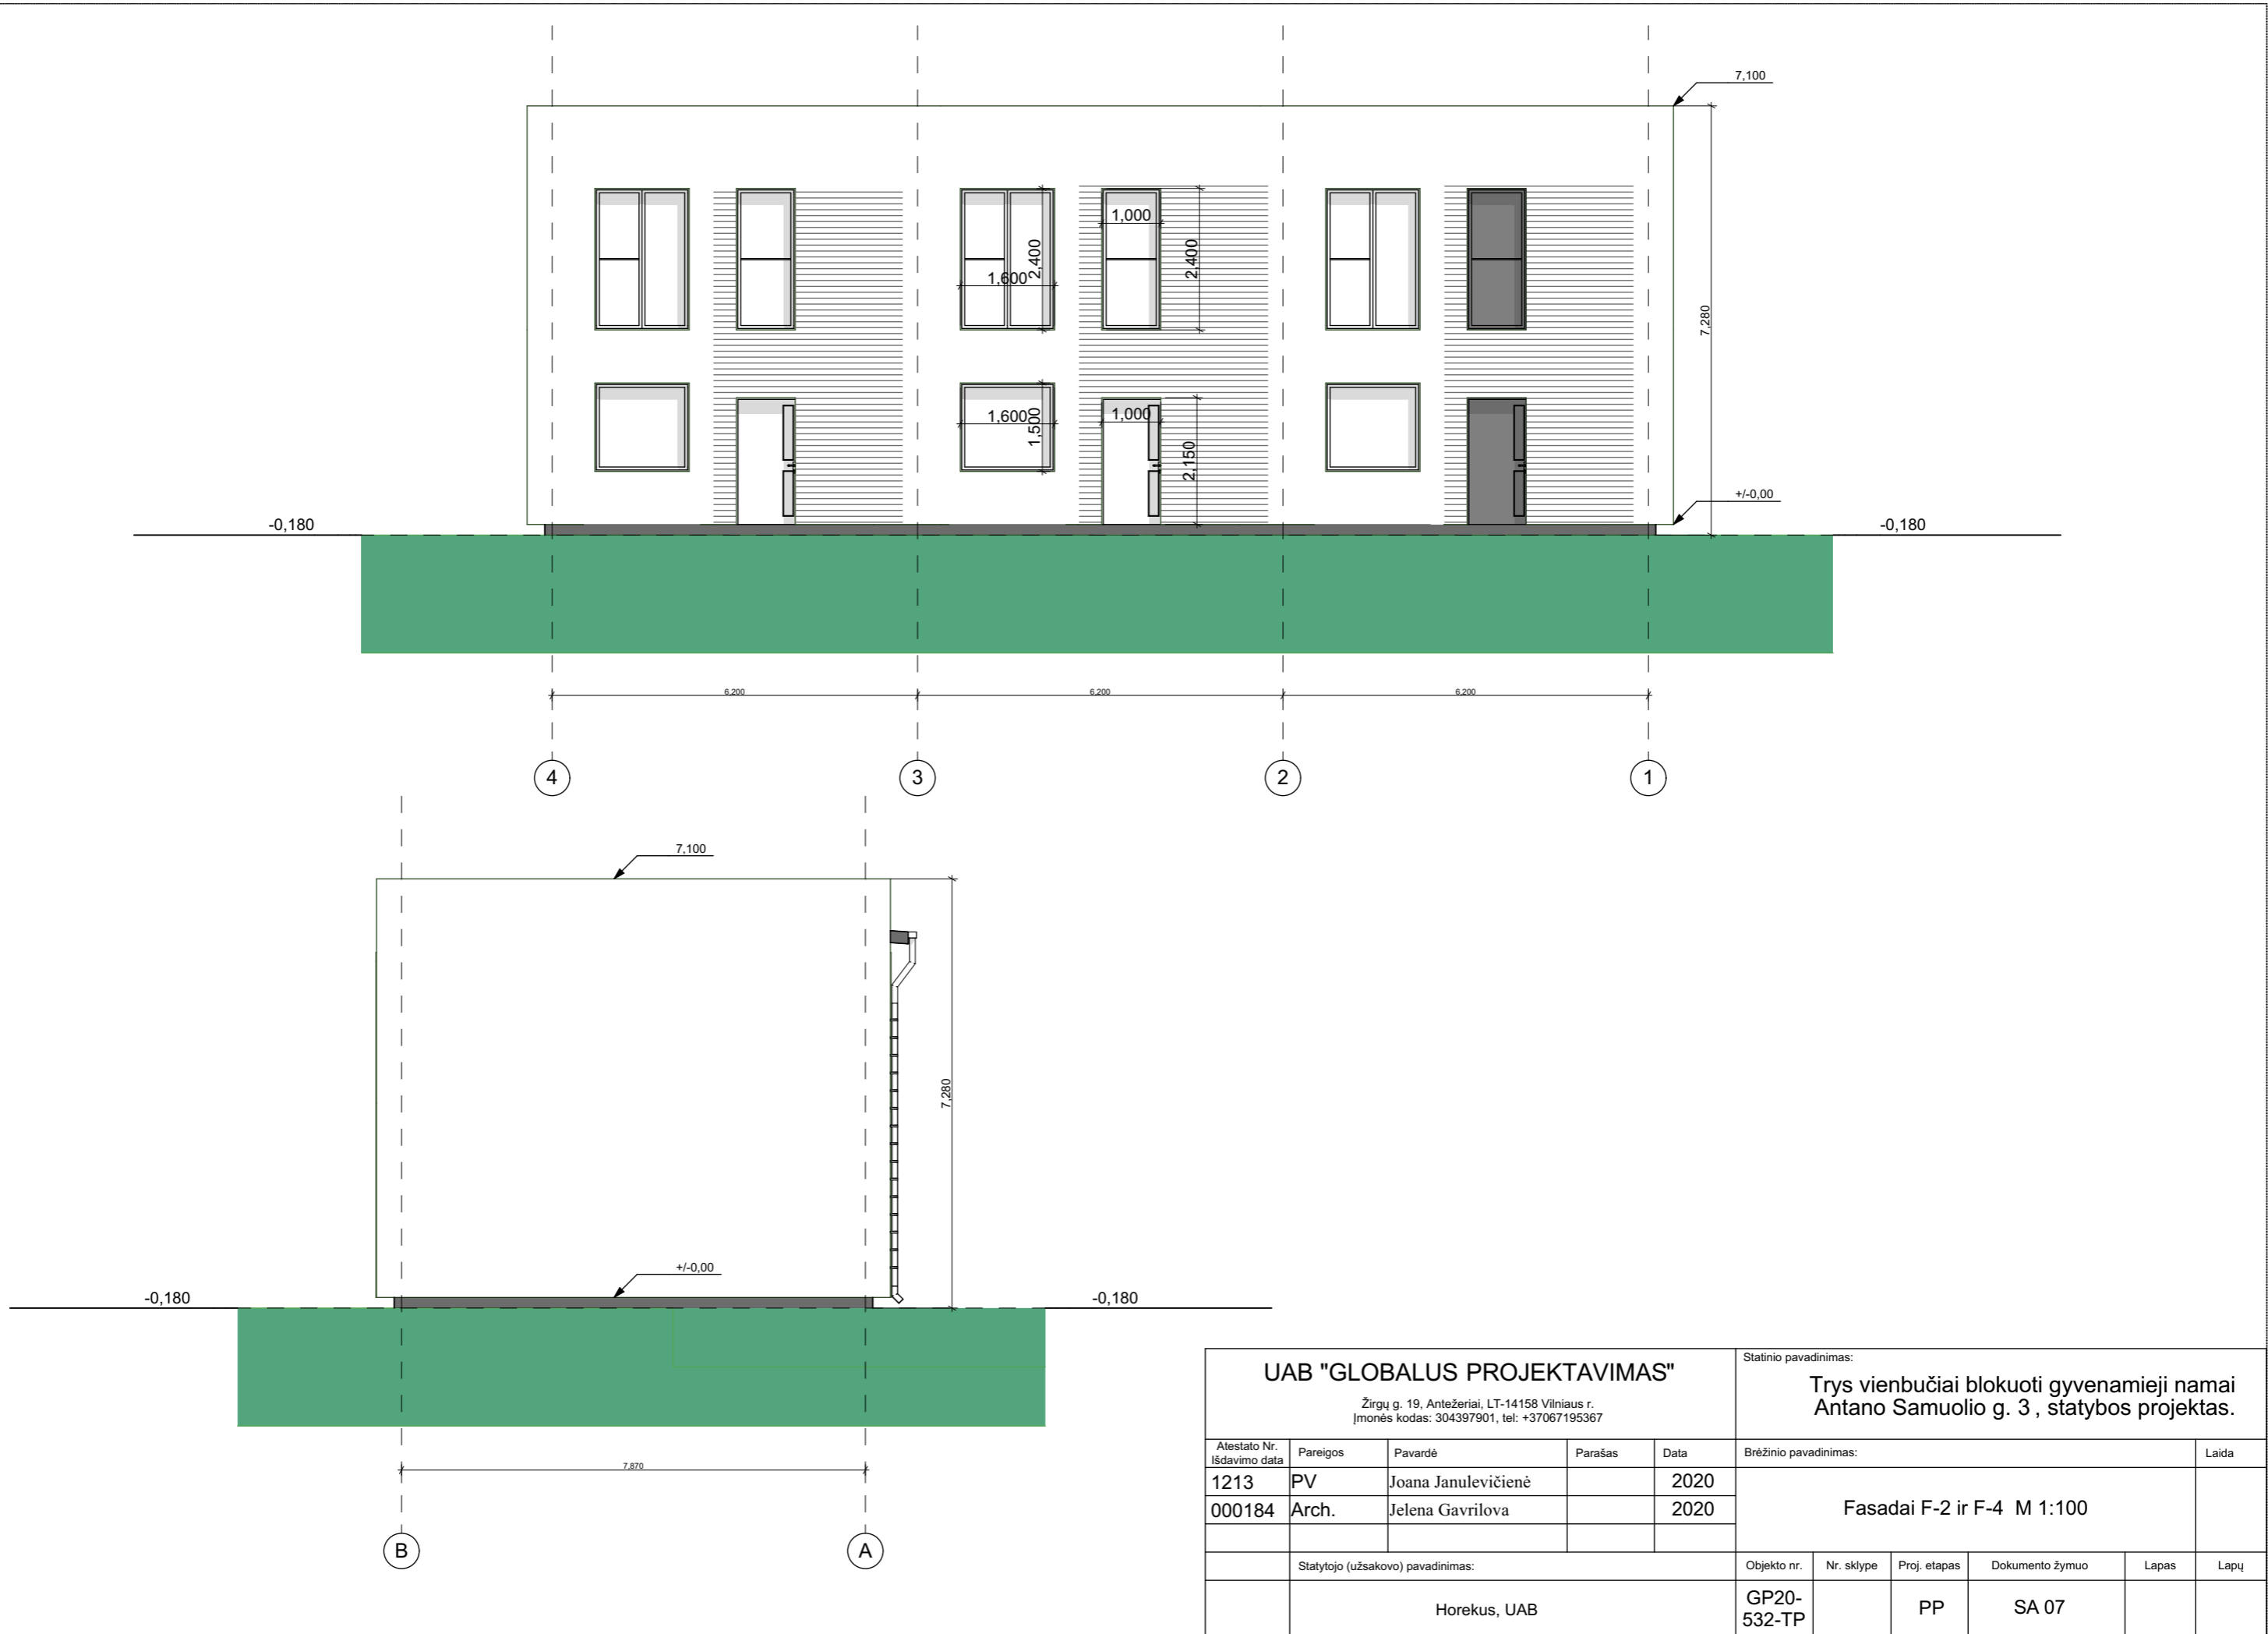 7,100
1,000
2,400
2,400
1,600
7,280
1,600
1,500
1,000
2,150
+/-0,00
-0,180
-0,180
6,200
6,200
6,200
4
3
2
1
7,100
7,280
+/-0,00
-0,180
-0,180
7,870
B
A
UAB "GLOBALUS PROJEKTAVIMAS"
Žirgų g. 19, Antežeriai, LT-14158 Vilniaus r.
Įmonės kodas: 304397901, tel: +37067195367
Statinio pavadinimas:
Trys vienbučiai blokuoti gyvenamieji namai
Antano Samuolio g. 3 , statybos projektas.
Atestato Nr.
Išdavimo data
Pareigos
Pavardė
Parašas
Data
Brėžinio pavadinimas:
Laida
1213
PV
Joana Janulevičienė
2020
000184
Arch.
Jelena Gavrilova
2020
Fasadai F-2 ir F-4 M 1:100
Statytojo (užsakovo) pavadinimas:
Objekto nr.
Nr. sklype
Proj. etapas
Dokumento žymuo
Lapas
Lapų
Horekus, UAB
GP20-
532-TP
PP
SA 07